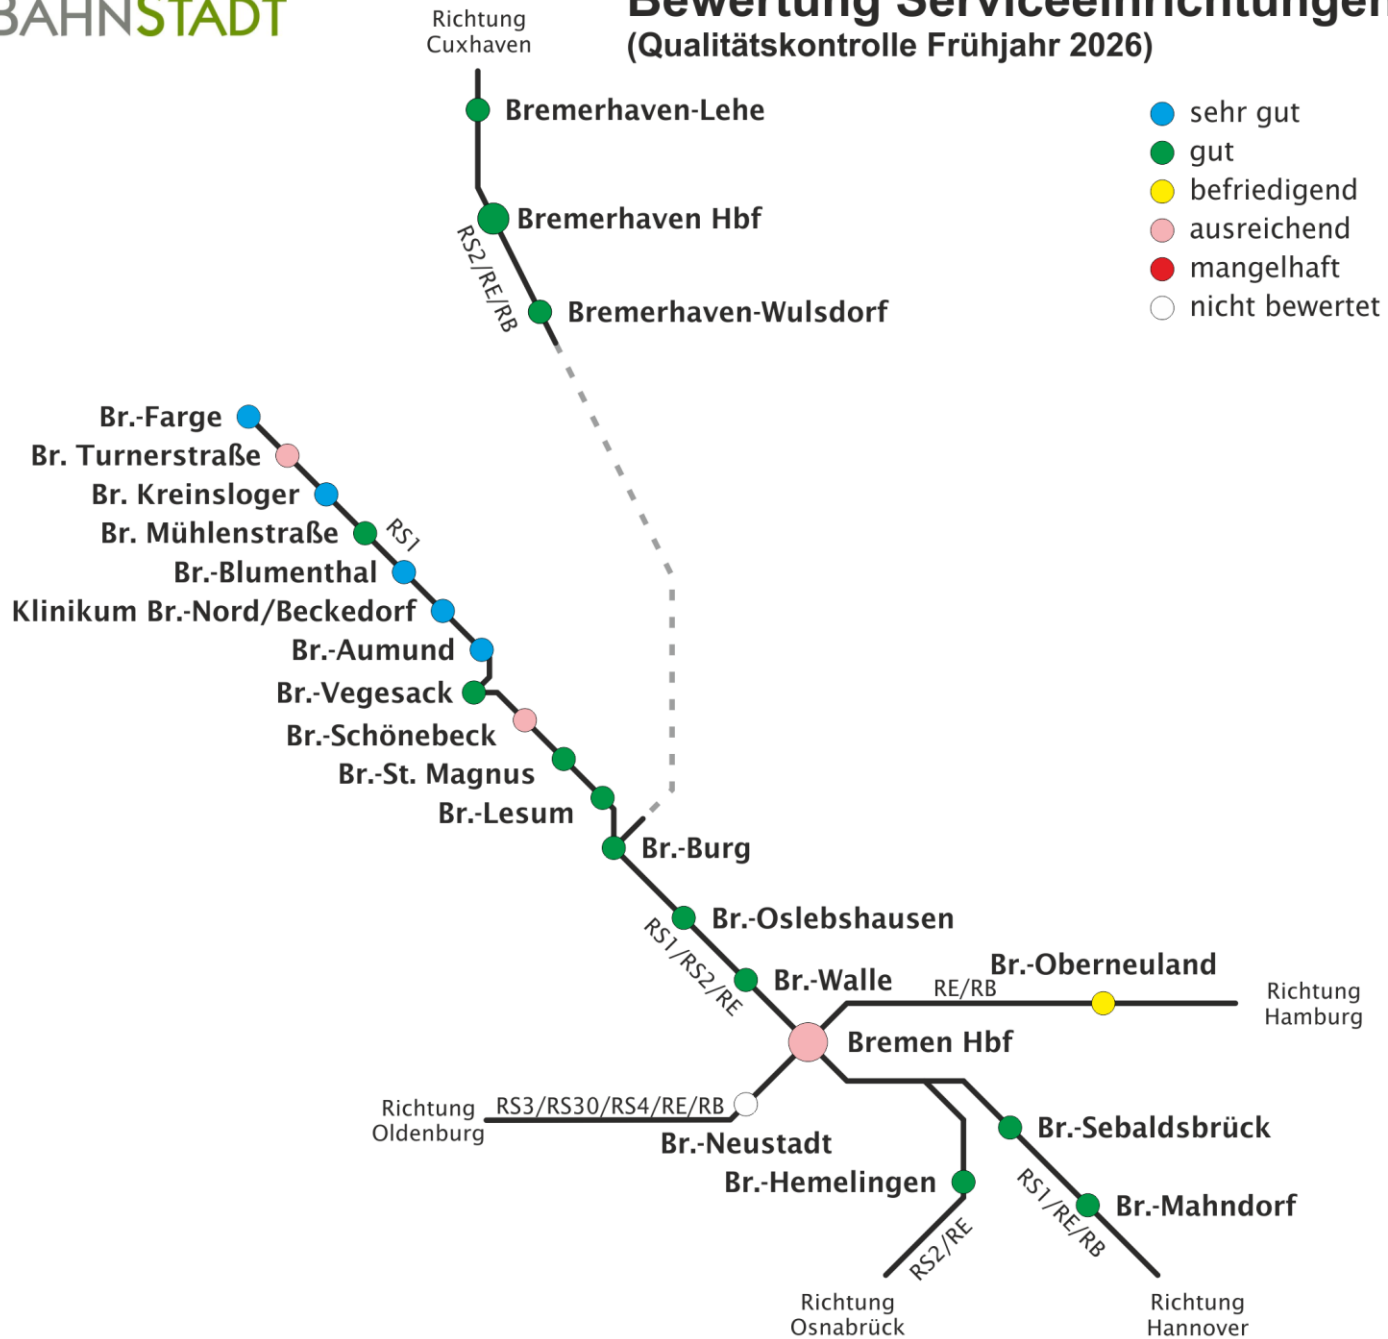 BAHNSTADT
Bewertung Serviceeinrichtungen
(Qualitätskontrolle Frühjahr 2026)
Richtung
Cuxhaven
Bremerhaven-Lehe
sehr gut
gut
befriedigend
ausreichend
mangelhaft
nicht bewertet
Bremerhaven Hbf
RS2/RE/RB
Bremerhaven-Wulsdorf
Br.-Farge
Br. Turnerstraße
Br. Kreinsloger
Br. Mühlenstraße
RS1
Br.-Blumenthal
Klinikum Br.-Nord/Beckedorf
Br.-Aumund
Br.-Vegesack
Br.-Schönebeck
Br.-St. Magnus
Br.-Lesum
Br.-Burg
Br.-Oslebshausen
RS1/RS2/RE
Br.-Walle
Br.-Oberneuland
RE/RB
Richtung
Hamburg
Bremen Hbf
Richtung
Oldenburg
RS3/RS30/RS4/RE/RB
Br.-Neustadt
Br.-Sebaldsbrück
Br.-Hemelingen
RS1/RE/RB
Br.-Mahndorf
RS2/RE
Richtung
Osnabrück
Richtung
Hannover